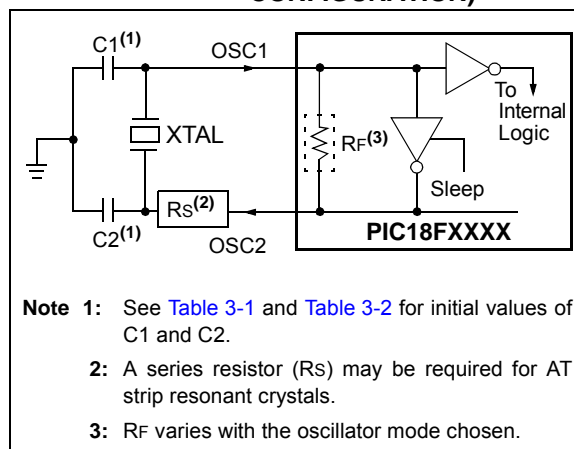 CONFIGURATION)
C1(1)
OSC1
To
Internal
Logic
XTAL
RF(3)
Sleep
RS(2)
C2(1)
OSC2
PIC18FXXXX
Note 1: See Table 3-1 and Table 3-2 for initial values of
C1 and C2.
2: A series resistor (RS) may be required for AT
strip resonant crystals.
3: RF varies with the oscillator mode chosen.